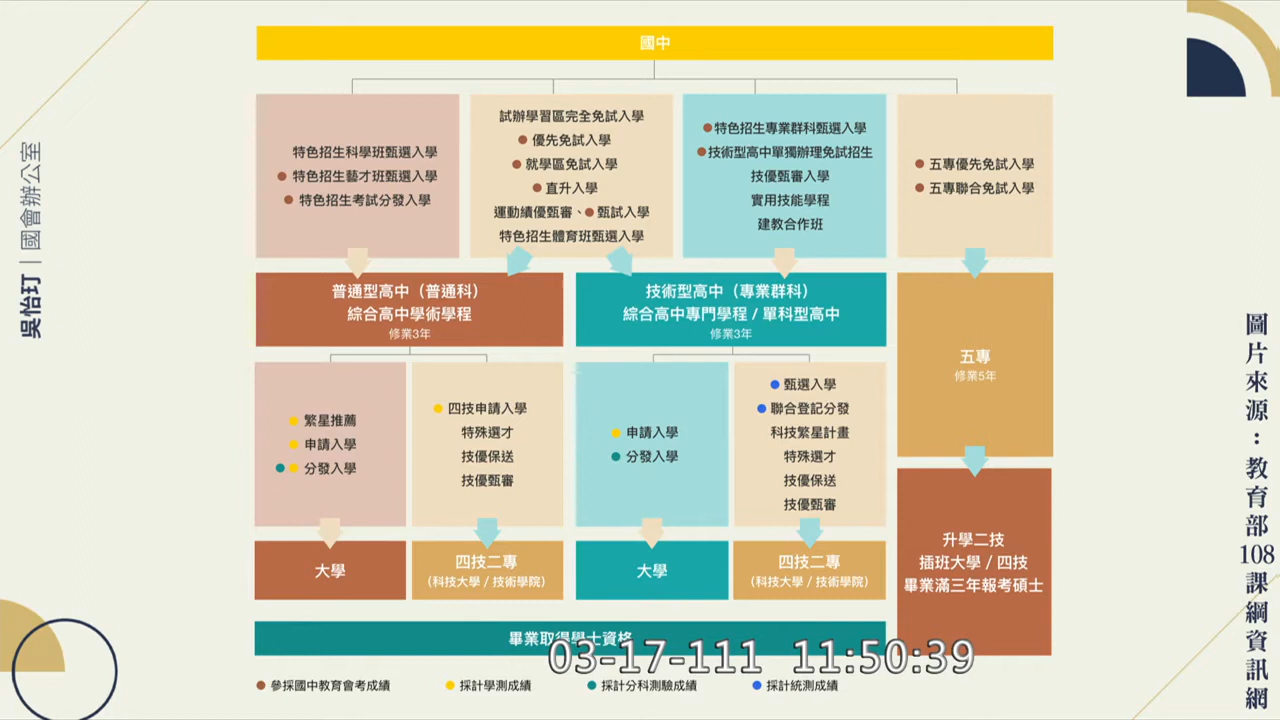 國中
特色招生科學班甄選入學
特色招生藝才班甄選入學
特色招生考試分發入學
試辦學習區完全免試入學
優先免試入學
就學區免試入學
直升入學
運動績優甄審、甄試入學
特色招生體育班甄選入學
特色招生專業群科甄選入學
技術型高中單獨辦理免試招生
技優甄審入學
實用技能學程
建教合作班
五專優先免試入學
五專聯合免試入學
普通型高中（普通科）
綜合高中學術學程
修業3年
技術型高中（專業群科）
綜合高中專門學程 / 單科型高中
修業3年
五專
修業5年
繁星推薦
申請入學
分發入學
四技申請入學
特殊選才
技優保送
技優甄審
申請入學
分發入學
甄選入學
聯合登記分發
科技繁星計畫
特殊選才
技優保送
技優甄審
大學
四技二專
（科技大學 / 技術學院）
大學
四技二專
（科技大學 / 技術學院）
升學二技
插班大學 / 四技
畢業滿三年報考碩士
畢業取得學士資格
03-17-111 11:50:39
參採國中教育會考成績
採計學測成績
採計分科測驗成績
採計統測成績
吳怡玎｜國會辦公室
圖片來源：教育部108課綱資訊網